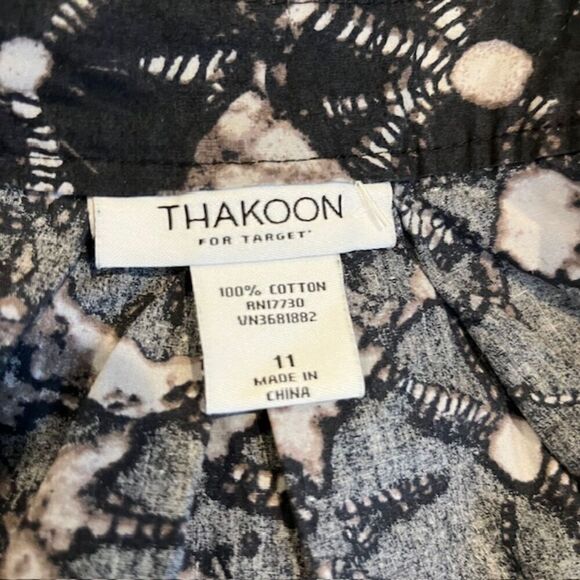 THAKOON
FOR TARGET
100% COTTON
RN17730
VN3681882
11
MADE IN
CHINA